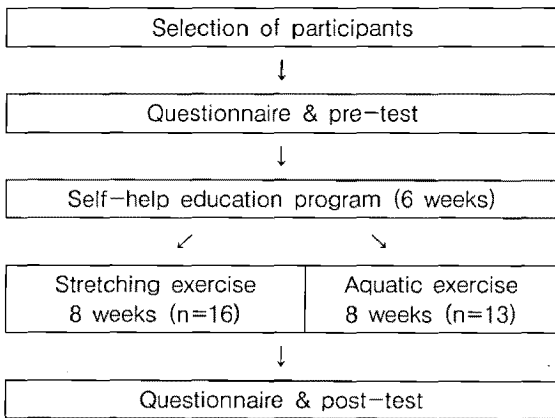 Selection of participants
↓
Questionnaire & pre-test
↓
Self-help education program (6 weeks)
↙ ↘
Stretching exercise
8 weeks (n=16)
Aquatic exercise
8 weeks (n=13)
↓
Questionnaire & post-test